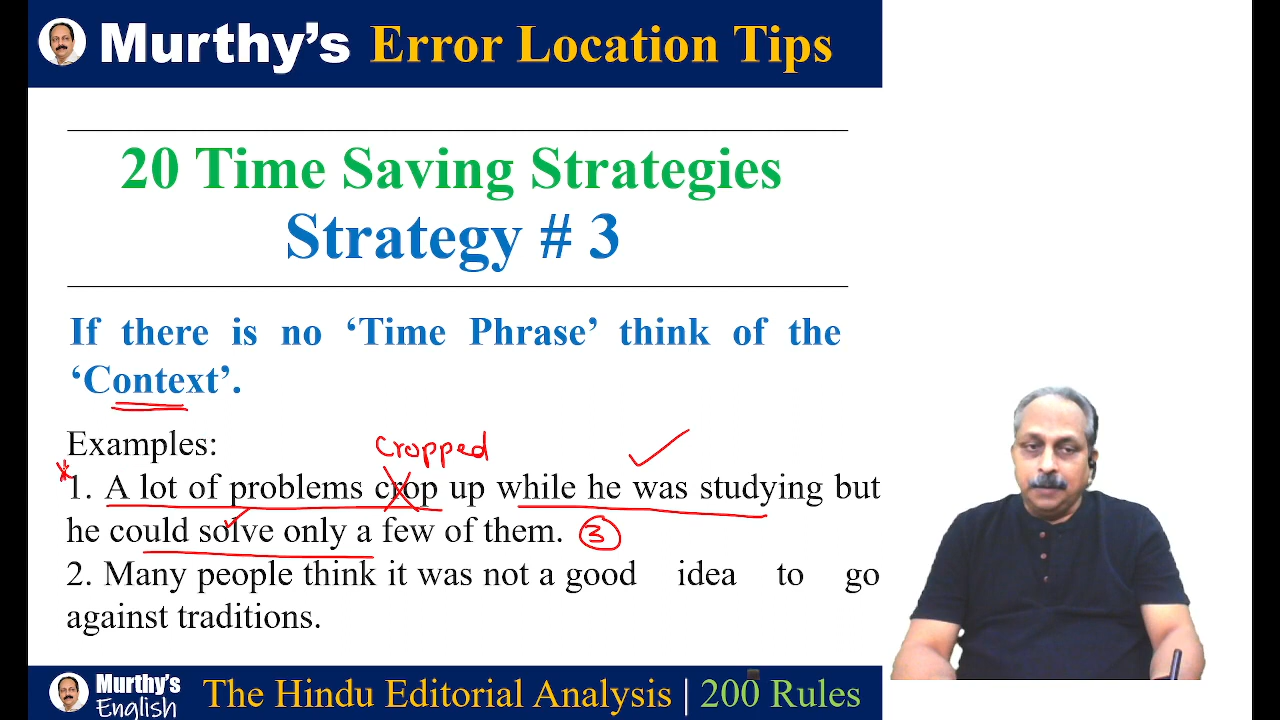 Murthy's Error Location Tips
20 Time Saving Strategies
Strategy # 3
If there is no ‘Time Phrase’ think of the
‘Context’.
Examples:
cropped
1. A lot of problems crop up while he was studying but
he could solve only a few of them. 3
2. Many people think it was not a good idea to go
against traditions.
Murthy's
English
The Hindu Editorial Analysis | 200 Rules